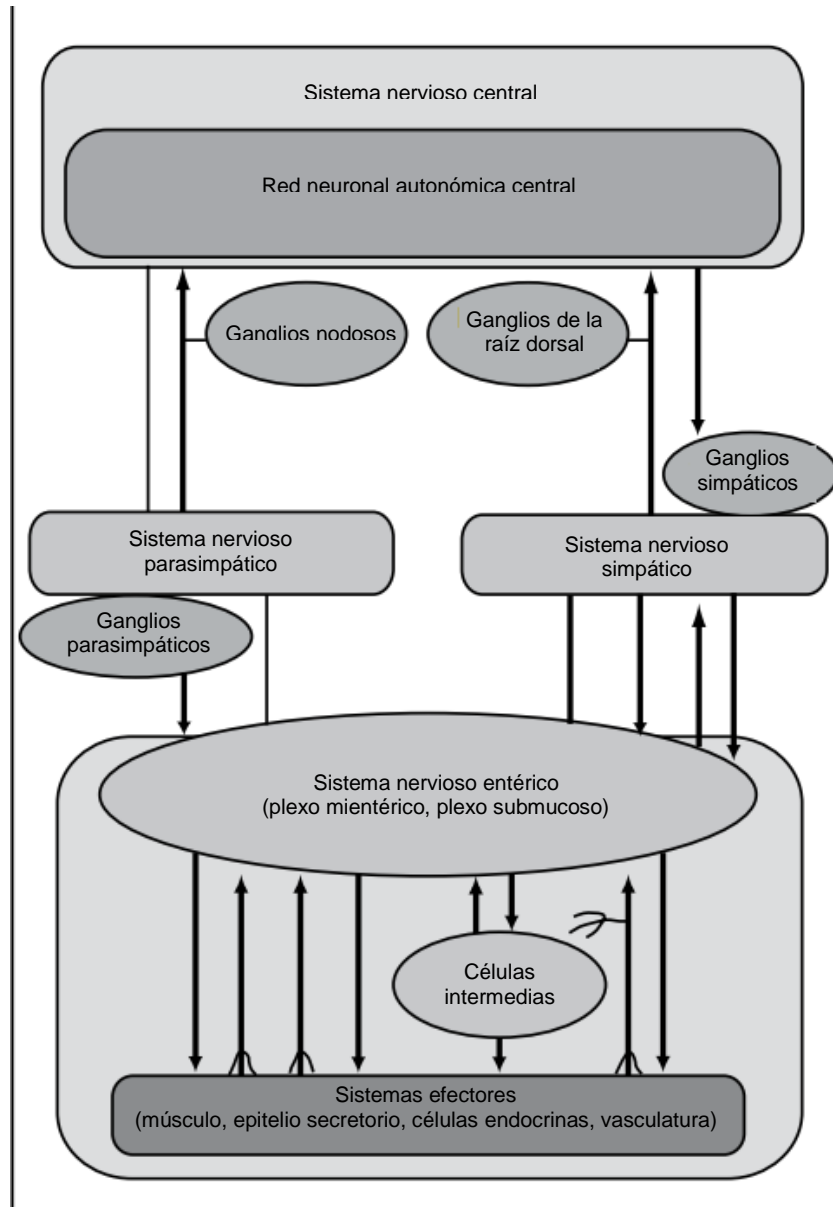 Sistema nervioso central
Red neuronal autonómica central
Ganglios nodosos
Ganglios de la
raíz dorsal
Ganglios
simpáticos
Sistema nervioso
parasimpático
Sistema nervioso
simpático
Ganglios
parasimpáticos
Sistema nervioso entérico
(plexo mientérico, plexo submucoso)
Células
intermedias
Sistemas efectores
(músculo, epitelio secretorio, células endocrinas, vasculatura)